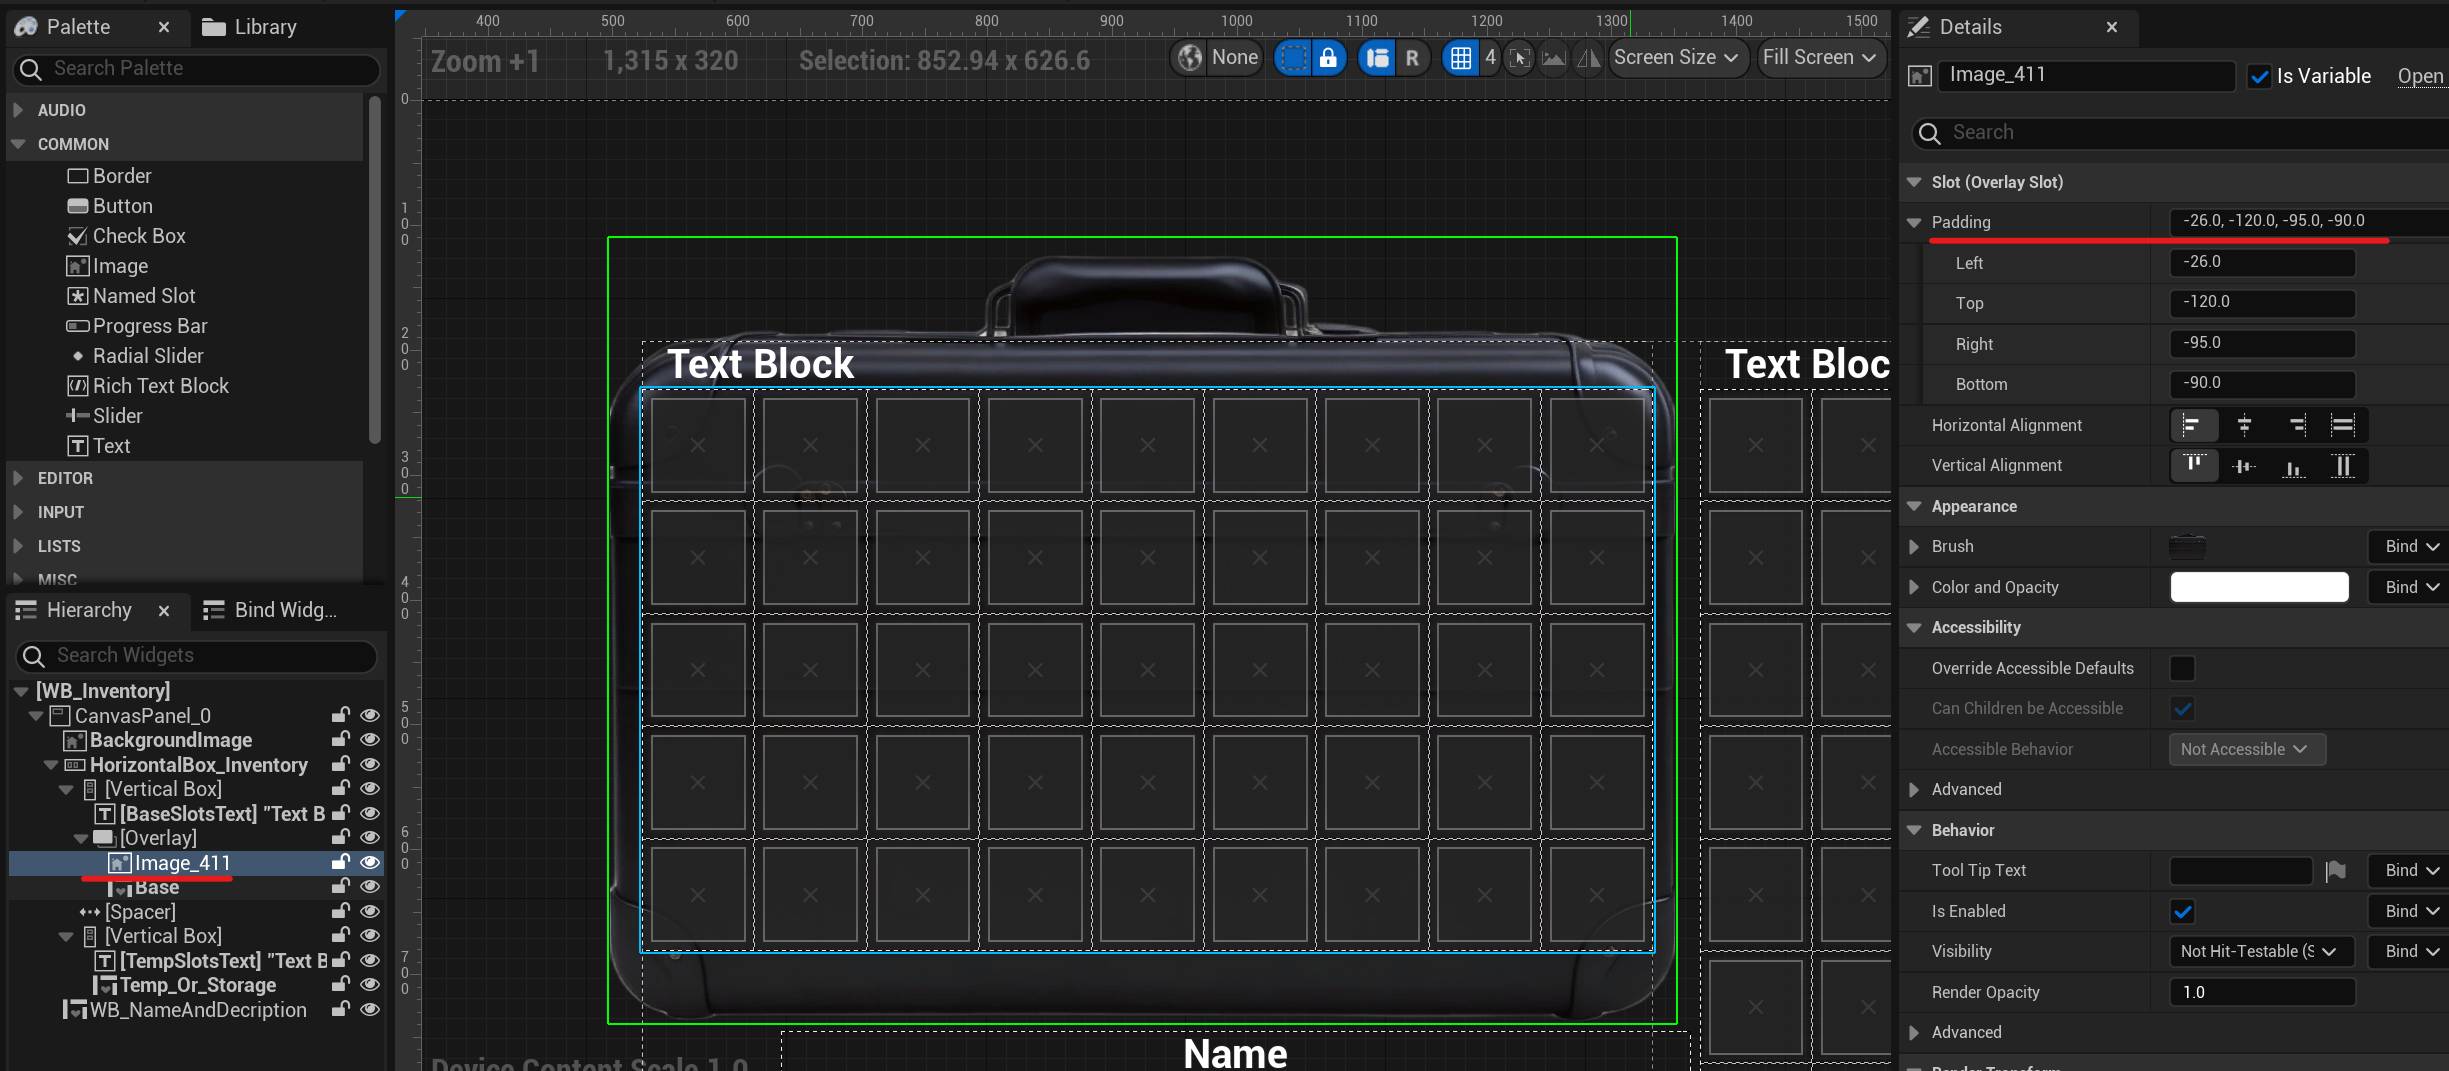 Palette
Library
Search Palette
AUDIO
COMMON
Border
Button
Check Box
Image
Named Slot
Progress Bar
Radial Slider
Rich Text Block
Slider
Text
EDITOR
INPUT
LISTS
MISC
Hierarchy
Bind Widg...
Search Widgets
[WB_Inventory]
CanvasPanel_0
BackgroundImage
HorizontalBox_Inventory
[Vertical Box]
[BaseSlotsText] "Text B
[Overlay]
Image_411
Base
[Spacer]
[Vertical Box]
[TempSlotsText] "Text B
Temp_Or_Storage
WB_NameAndDecription
400 500 600 700 800 900 1000 1100 1200 1300 1400 1500
Zoom +1 1,315 x 320 Selection: 852.94 x 626.6
None R 4 Screen Size Fill Screen
0
100
200
300
400
500
600
700
Text Block
Text Bloc
Name
Device Content Scale 1.0
Details
Image_411 Is Variable Open
Search
Slot (Overlay Slot)
Padding -26.0, -120.0, -95.0, -90.0
Left -26.0
Top -120.0
Right -95.0
Bottom -90.0
Horizontal Alignment
Vertical Alignment
Appearance
Brush Bind
Color and Opacity Bind
Accessibility
Override Accessible Defaults
Can Children be Accessible
Accessible Behavior Not Accessible
Advanced
Behavior
Tool Tip Text Bind
Is Enabled Bind
Visibility Not Hit-Testable (S Bind
Render Opacity 1.0
Advanced
Render Transform